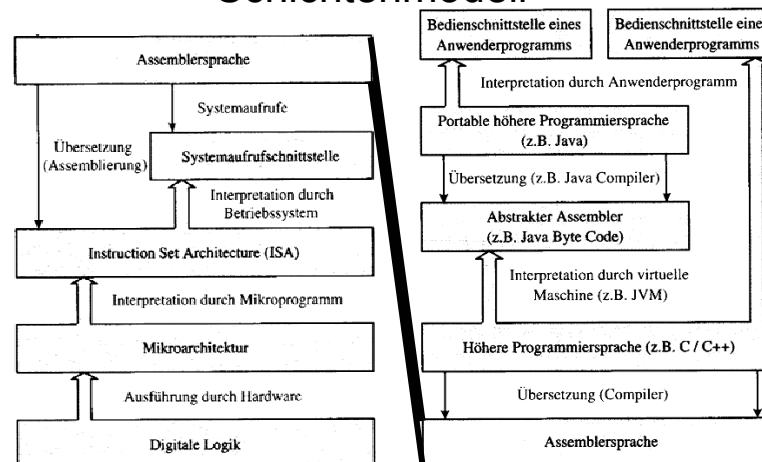 Schichtenmodell
Assemblersprache
Systemaufrufe
Übersetzung
(Assemblierung)
Systemaufrufschnittstelle
Interpretation durch
Betriebssystem
Instruction Set Architecture (ISA)
Interpretation durch Mikroprogramm
Mikroarchitektur
Ausführung durch Hardware
Digitale Logik
Bedienschnittstelle eines
Anwenderprogramms
Bedienschnittstelle eine
Anwenderprogramms
Interpretation durch Anwenderprogramm
Portable höhere Programmiersprache
(z.B. Java)
Übersetzung (z.B. Java Compiler)
Abstrakter Assembler
(z.B. Java Byte Code)
Interpretation durch virtuelle
Maschine (z.B. JVM)
Höhere Programmiersprache (z.B. C / C++)
Übersetzung (Compiler)
Assemblersprache